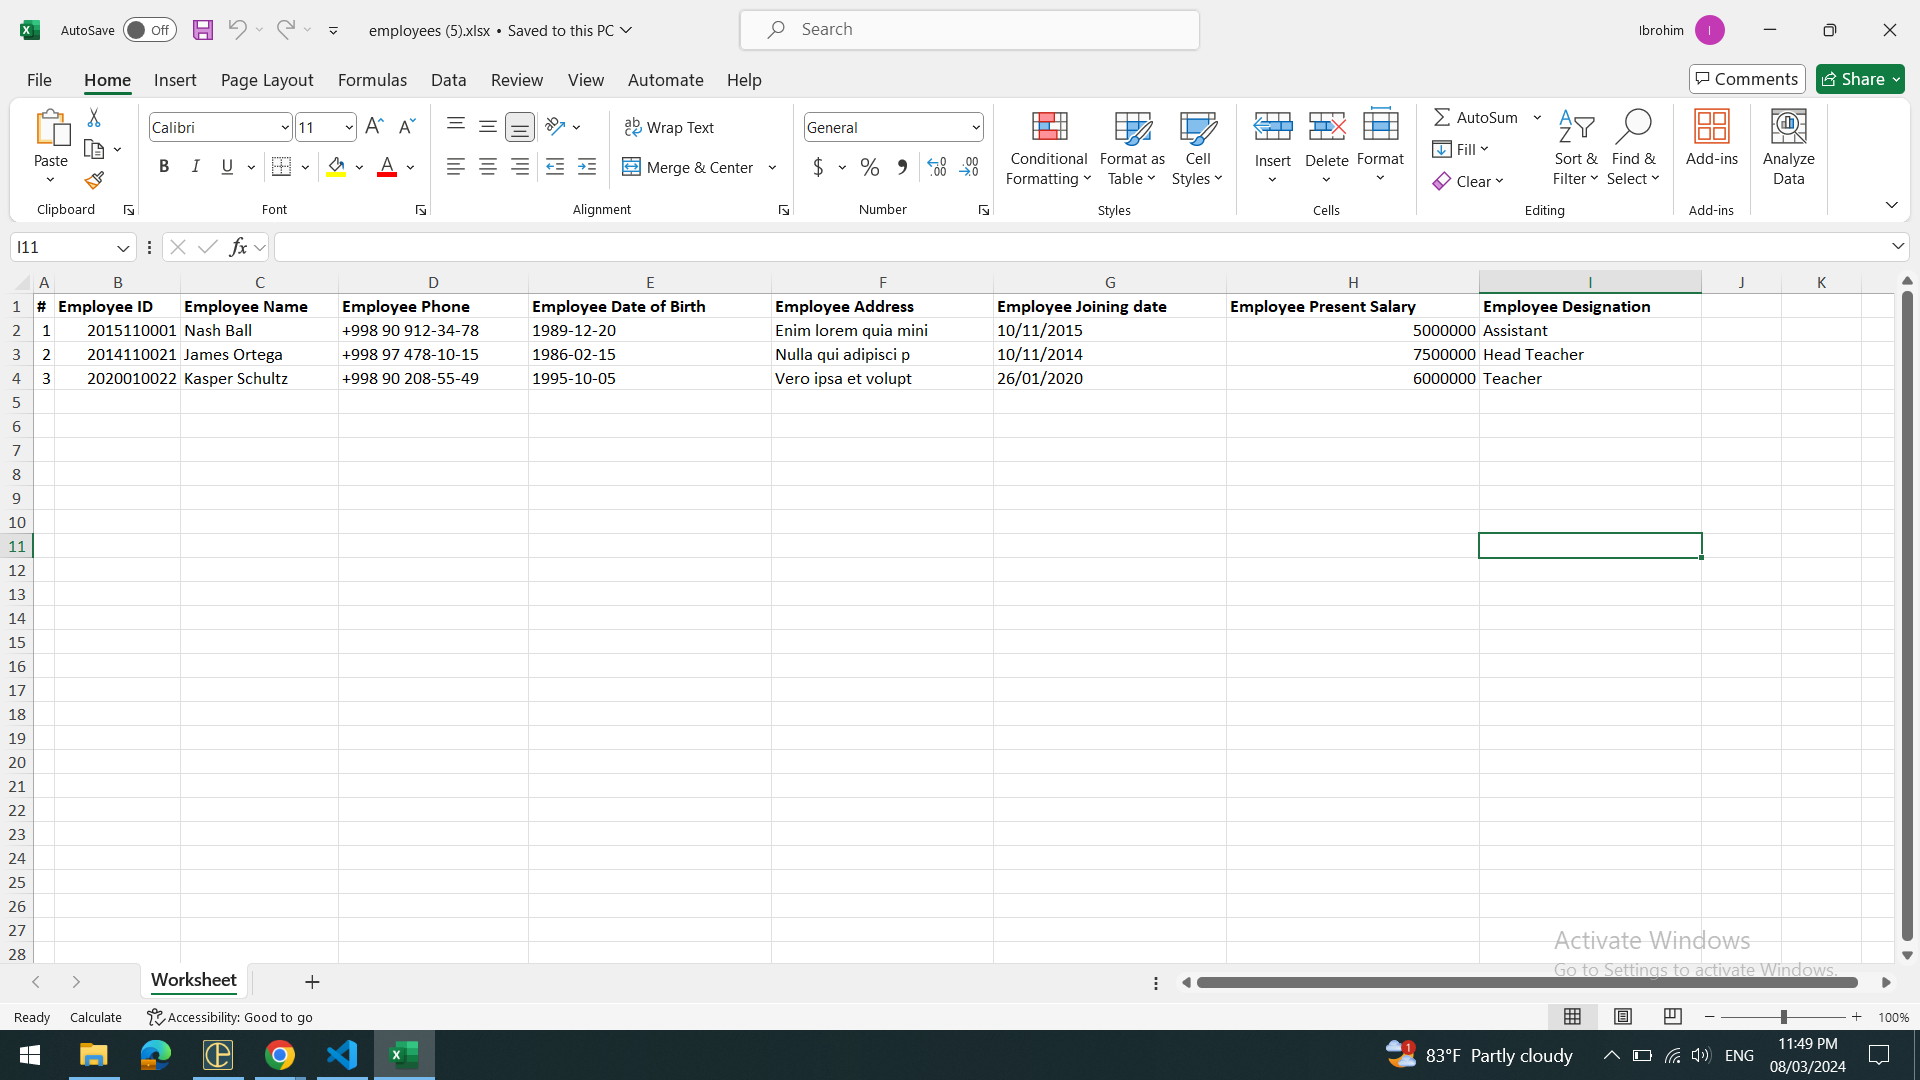 AutoSave Off employees (5).xlsx • Saved to this PC Search Ibrohim I
File Home Insert Page Layout Formulas Data Review View Automate Help Comments Share
Paste Calibri 11 Wrap Text General Conditional Formatting Format as Table Cell Styles Insert Delete Format AutoSum Sort & Filter Find & Select Add-ins Analyze Data
B I U Merge & Center $ % Fill Clear
Clipboard Font Alignment Number Styles Cells Editing Add-ins
I11 fx
A B C D E F G H I J K
1 # Employee ID Employee Name Employee Phone Employee Date of Birth Employee Address Employee Joining date Employee Present Salary Employee Designation
2 1 2015110001 Nash Ball +998 90 912-34-78 1989-12-20 Enim lorem quia mini 10/11/2015 5000000 Assistant
3 2 2014110021 James Ortega +998 97 478-10-15 1986-02-15 Nulla qui adipisci p 10/11/2014 7500000 Head Teacher
4 3 2020010022 Kasper Schultz +998 90 208-55-49 1995-10-05 Vero ipsa et volupt 26/01/2020 6000000 Teacher
5
6
7
8
9
10
11
12
13
14
15
16
17
18
19
20
21
22
23
24
25
26
27
28
Activate Windows
Go to Settings to activate Windows.
Worksheet
Ready Calculate Accessibility: Good to go 100%
1 83°F Partly cloudy ENG 11:49 PM
08/03/2024